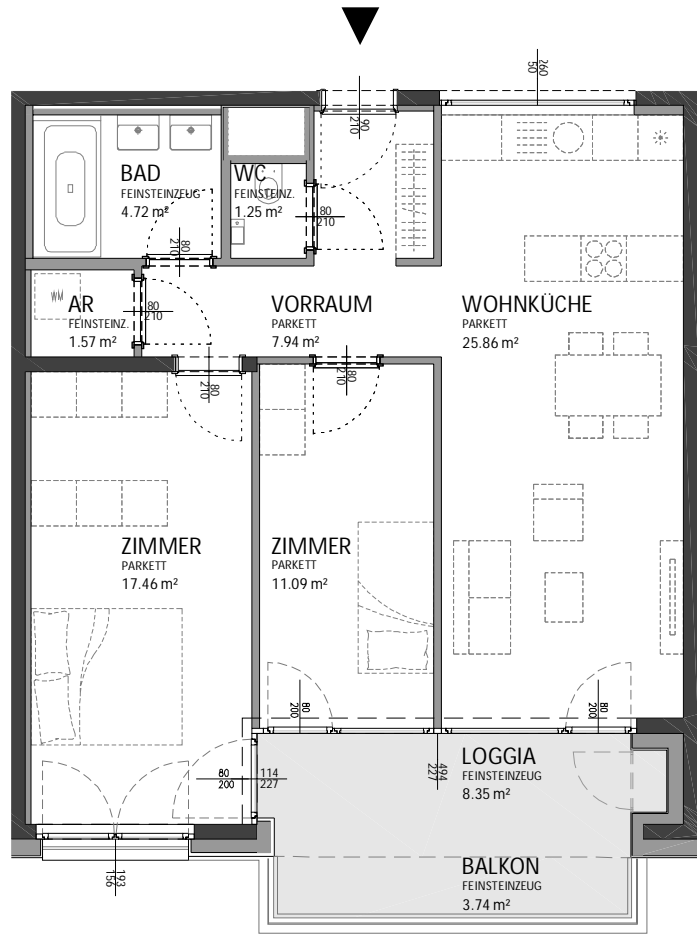 260
50
90
210
BAD
FEINSTEINZEUG
4.72 m²
WC
FEINSTEINZ.
1.25 m²
80
210
80
210
AR
FEINSTEINZ.
1.57 m²
80
210
VORRAUM
PARKETT
7.94 m²
WOHNKÜCHE
PARKETT
25.86 m²
80
210
80
210
ZIMMER
PARKETT
17.46 m²
ZIMMER
PARKETT
11.09 m²
80
200
80
200
80
200
114
227
494
227
LOGGIA
FEINSTEINZEUG
8.35 m²
193
156
BALKON
FEINSTEINZEUG
3.74 m²